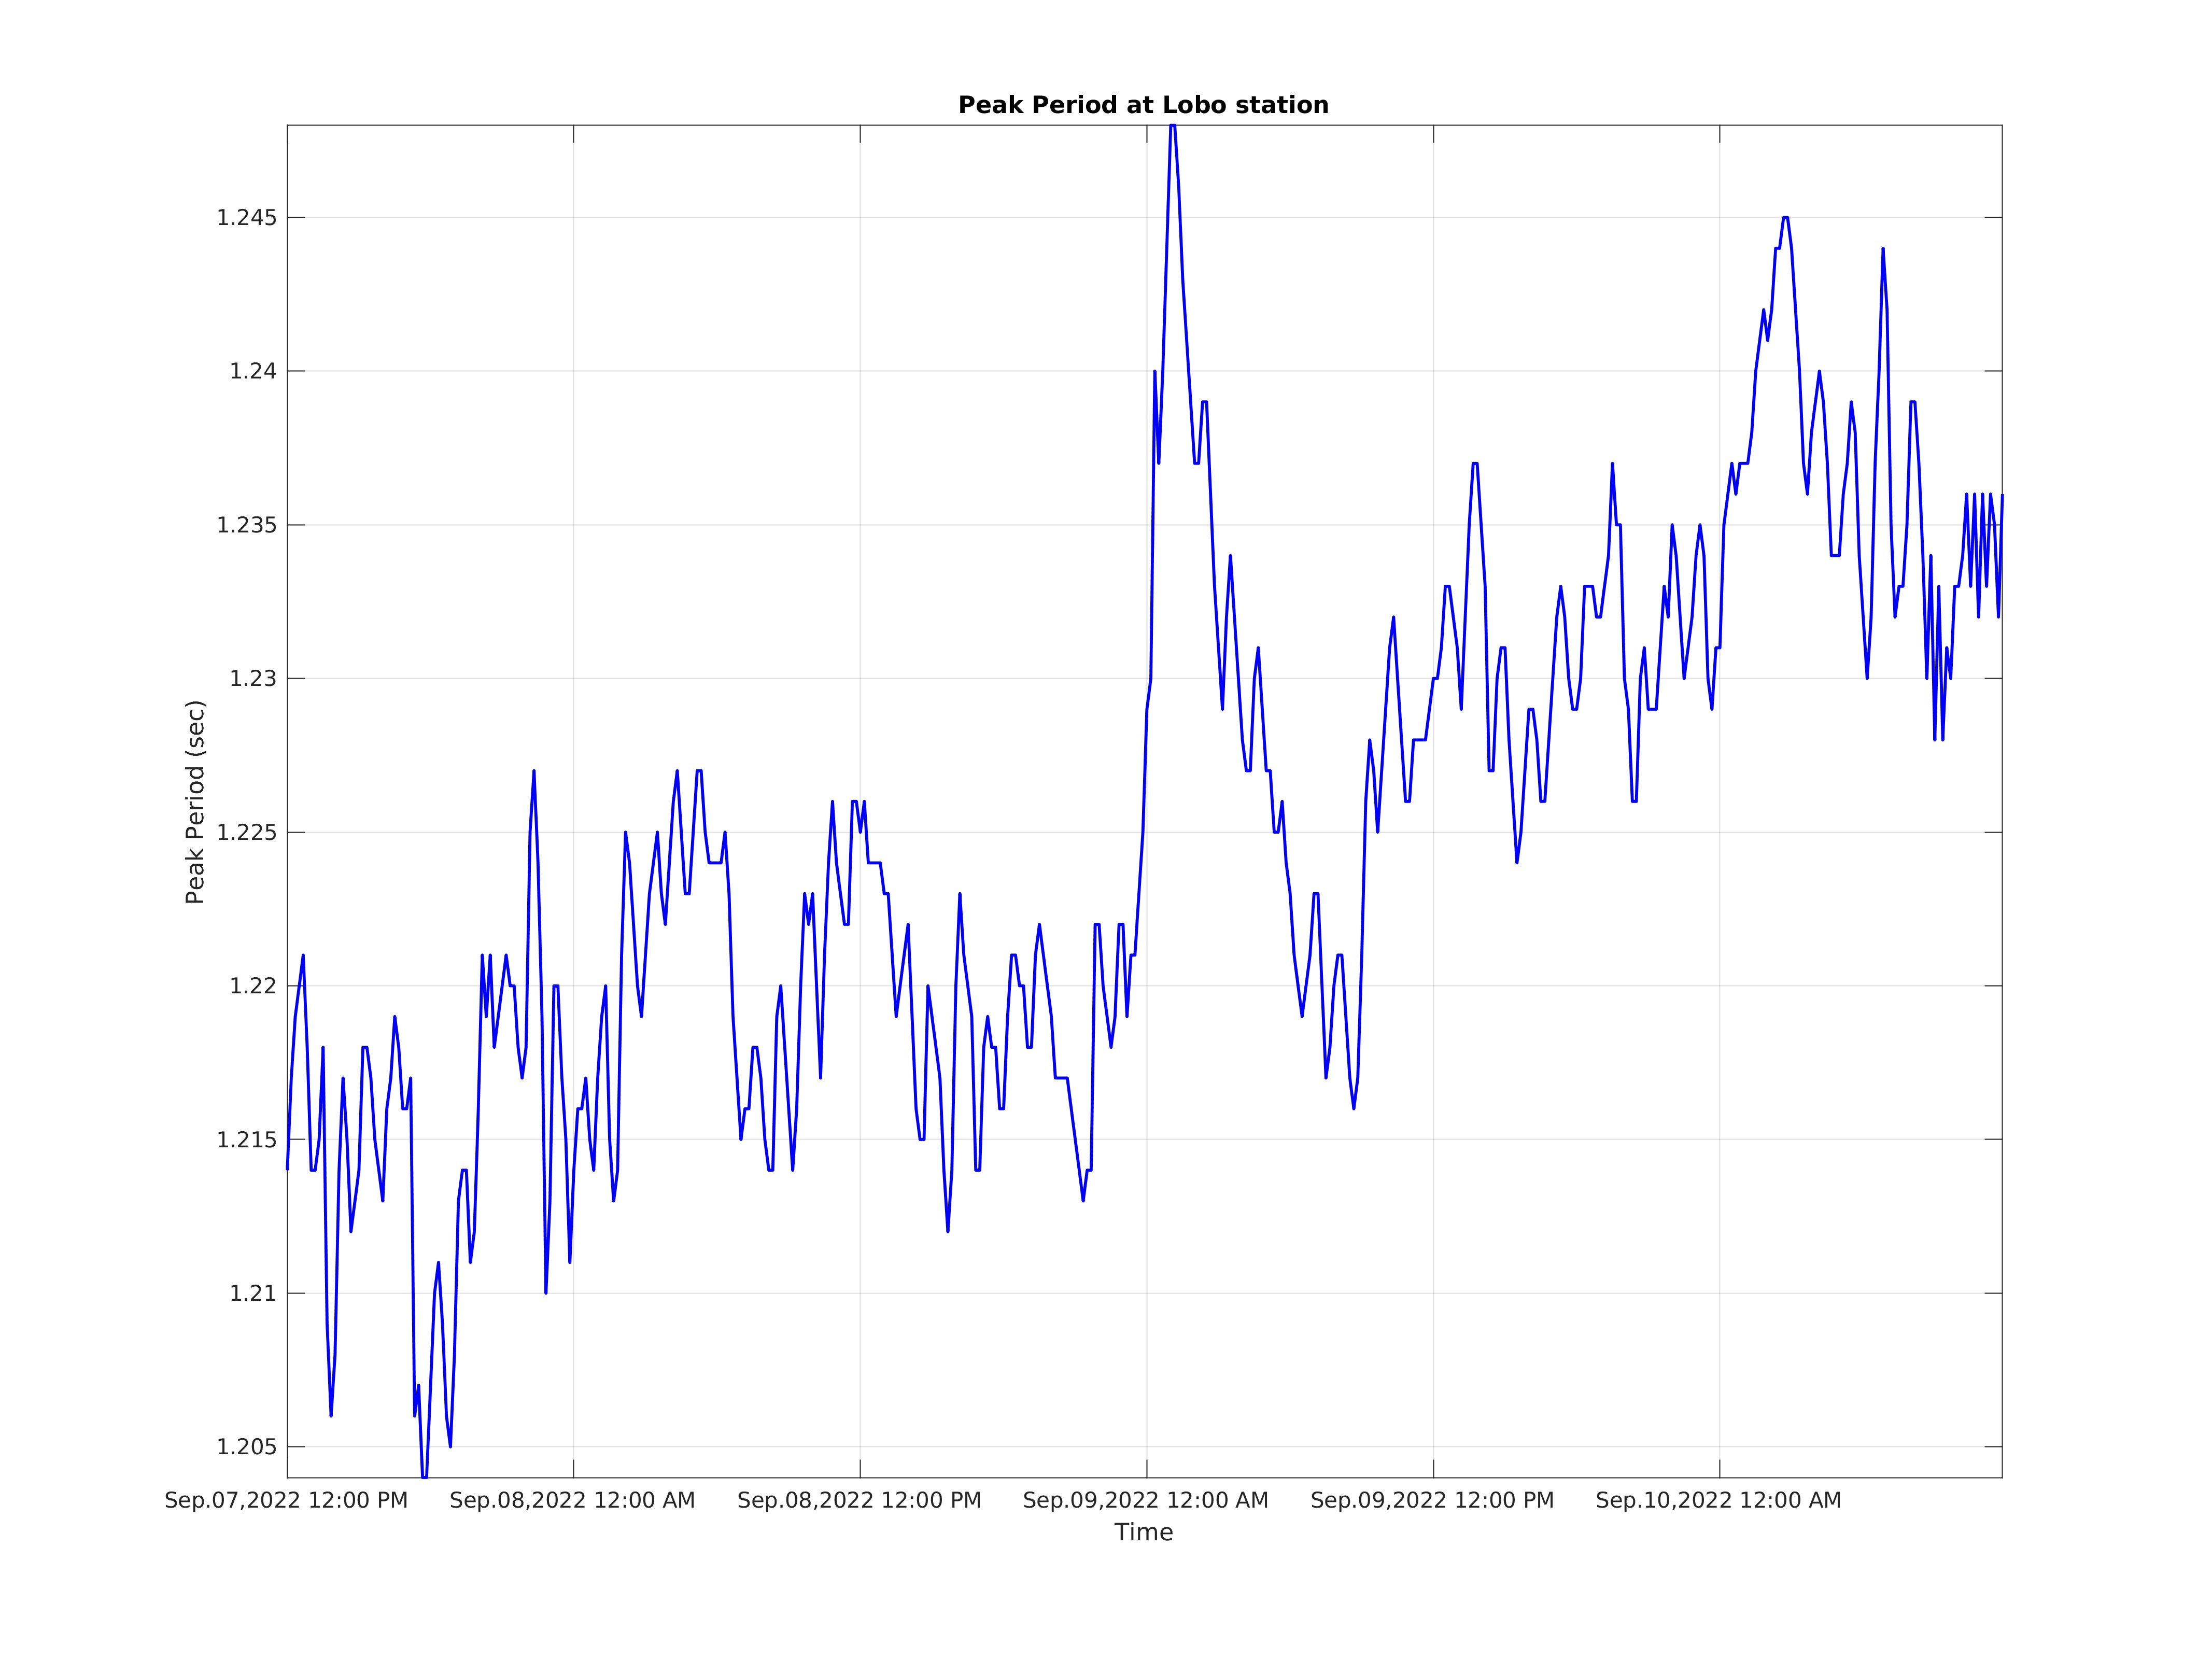 Peak Period at Lobo station
1.245
1.24
1.235
1.23
1.225
1.22
1.215
1.21
1.205
Peak Period (sec)
Sep.07,2022 12:00 PM Sep.08,2022 12:00 AM Sep.08,2022 12:00 PM Sep.09,2022 12:00 AM Sep.09,2022 12:00 PM Sep.10,2022 12:00 AM
Time